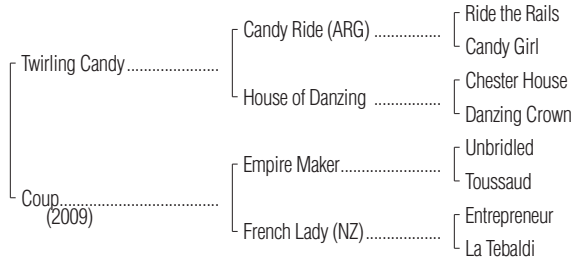 Ride the Rails
Candy Ride (ARG) ................
Candy Girl
Twirling Candy ......................
Chester House
House of Danzing ................
Danzing Crown
Unbridled
Empire Maker........................
Toussaud
Coup......................................
(2009)
Entrepreneur
French Lady (NZ)..................
La Tebaldi